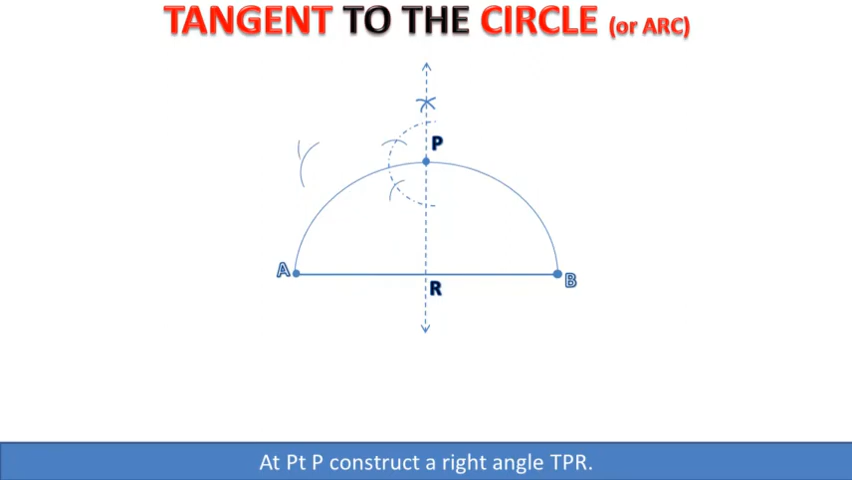 TANGENT TO THE CIRCLE (or ARC)
P
A
B
R
At Pt P construct a right angle TPR.